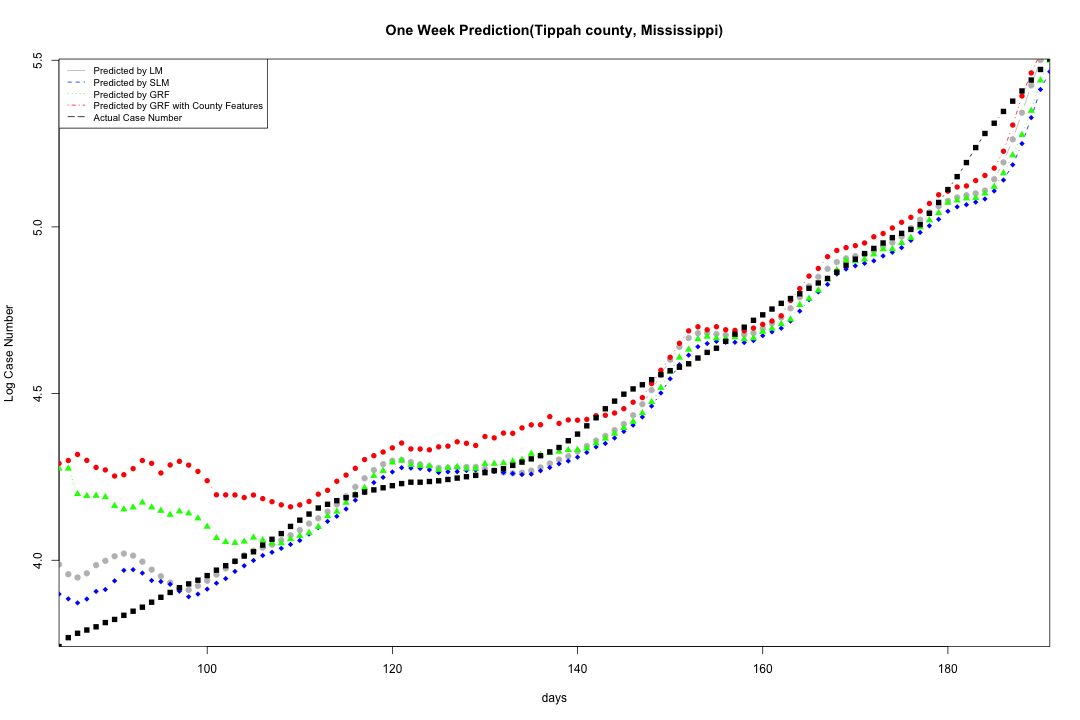 One Week Prediction(Tippah county, Mississippi)
Predicted by LM
Predicted by SLM
Predicted by GRF
Predicted by GRF with County Features
Actual Case Number
5.5
5.0
4.5
4.0
Log Case Number
100 120 140 160 180
days